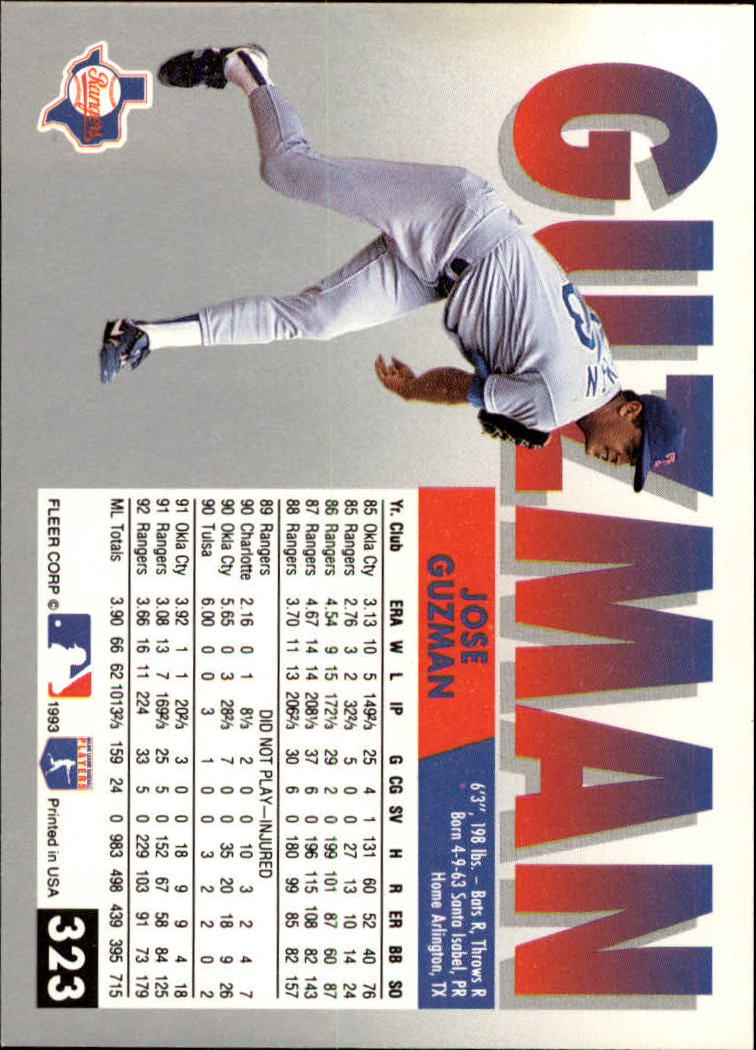 GUZMAN
Rangers
JOSE
GUZMAN
6'3", 198 lbs. – Bats R, Throws R
Born 4-9-63 Santa Isabel, PR
Home Arlington, TX
Yr. Club ERA W L IP G CG SV H R ER BB SO
85 Okla Cty 3.13 10 5 149⅔ 25 4 1 131 60 52 40 76
85 Rangers 2.76 3 2 32⅔ 5 0 0 27 13 10 14 24
86 Rangers 4.54 9 15 172⅓ 29 2 0 199 101 87 60 87
87 Rangers 4.67 14 14 208⅓ 37 6 0 196 115 108 82 143
88 Rangers 3.70 11 13 206⅔ 30 6 0 180 99 85 82 157
89 Rangers DID NOT PLAY—INJURED
90 Charlotte 2.16 0 1 8⅓ 2 0 0 10 3 2 4 7
90 Okla Cty 5.65 0 3 28⅔ 7 0 0 35 20 18 9 26
90 Tulsa 6.00 0 0 3 1 0 0 3 2 2 0 2
91 Okla Cty 3.92 1 1 20⅔ 3 0 0 18 9 9 4 18
91 Rangers 3.08 13 7 169⅔ 25 5 0 152 67 58 84 125
92 Rangers 3.66 16 11 224 33 5 0 229 103 91 73 179
ML Totals 3.90 66 62 1013⅔ 159 24 0 983 498 439 395 715
FLEER CORP © 1993 MAJOR LEAGUE BASEBALL PLAYERS Printed in USA 323